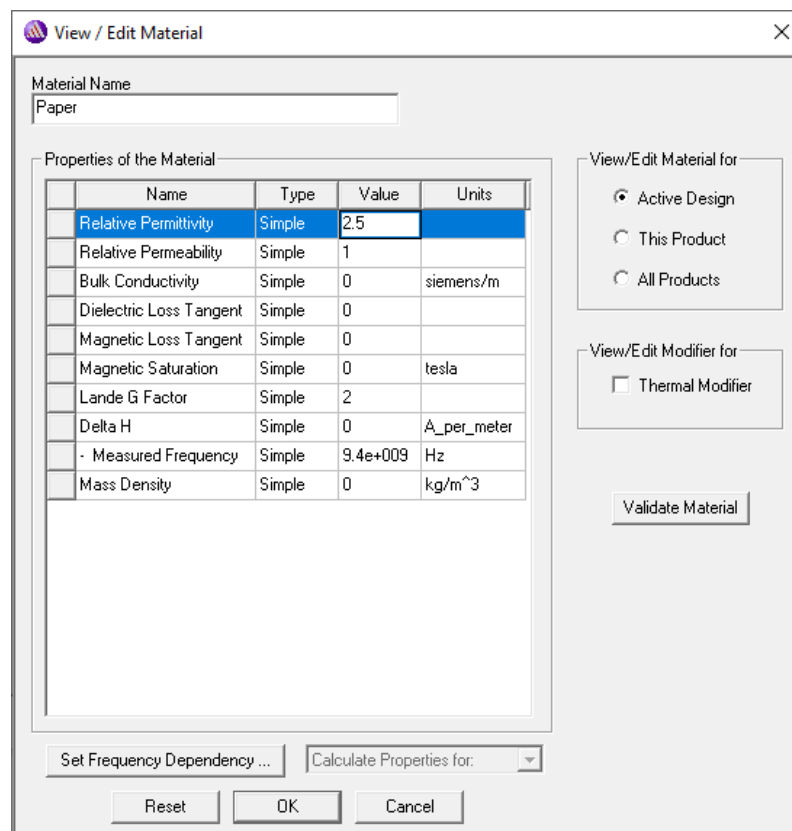 View / Edit Material
Material Name
Paper
Properties of the Material
Name Type Value Units
Relative Permittivity Simple 2.5
Relative Permeability Simple 1
Bulk Conductivity Simple 0 siemens/m
Dielectric Loss Tangent Simple 0
Magnetic Loss Tangent Simple 0
Magnetic Saturation Simple 0 tesla
Lande G Factor Simple 2
Delta H Simple 0 A_per_meter
- Measured Frequency Simple 9.4e+009 Hz
Mass Density Simple 0 kg/m^3
View/Edit Material for
Active Design
This Product
All Products
View/Edit Modifier for
Thermal Modifier
Validate Material
Set Frequency Dependency ... Calculate Properties for:
Reset OK Cancel